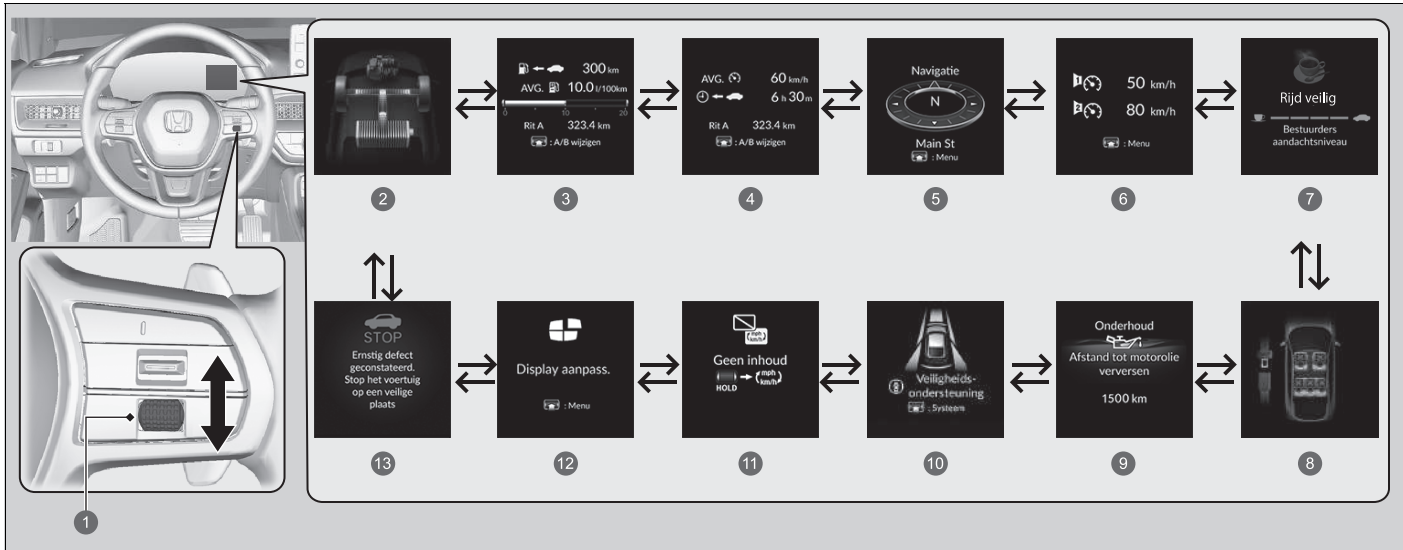 300 km
AVG. 10.0 l/100km
0 10 20
Rit A 323.4 km
: A/B wijzigen
AVG. 60 km/h
6 h 30 m
Rit A 323.4 km
: A/B wijzigen
Navigatie
N
Main St
: Menu
1 50 km/h
2 80 km/h
: Menu
Rijd veilig
Bestuurders
aandachtsniveau
2
3
4
5
6
7
STOP
Ernstig defect
geconstateerd.
Stop het voertuig
op een veilige
plaats
Display aanpass.
: Menu
mph
km/h
Geen inhoud
HOLD
mph
km/h
Veiligheids-
ondersteuning
: Systeem
Onderhoud
Afstand tot motorolie
verversen
1500 km
13
12
11
10
9
8
1